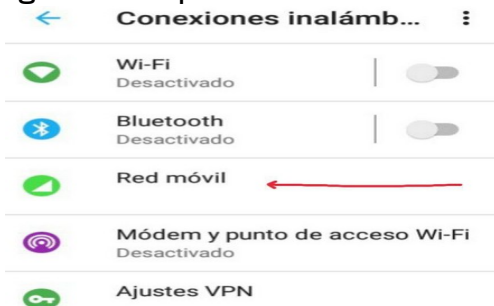 Conexiones inalámb...
Wi-Fi
Desactivado
Bluetooth
Desactivado
Red móvil
Módem y punto de acceso Wi-Fi
Desactivado
Ajustes VPN